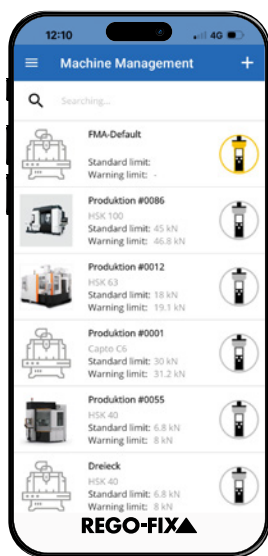 12:10
4G
Machine Management
Searching...
FMA-Default
Standard limit:
Warning limit: -
Produktion #0086
HSK 100
Standard limit: 45 kN
Warning limit: 46.8 kN
Produktion #0012
HSK 63
Standard limit: 18 kN
Warning limit: 19.1 kN
Produktion #0001
Capto C6
Standard limit: 30 kN
Warning limit: 31.2 kN
Produktion #0055
HSK 40
Standard limit: 6.8 kN
Warning limit: 8 kN
Dreieck
HSK 40
Standard limit: 6.8 kN
Warning limit: 8 kN
REGO-FIX